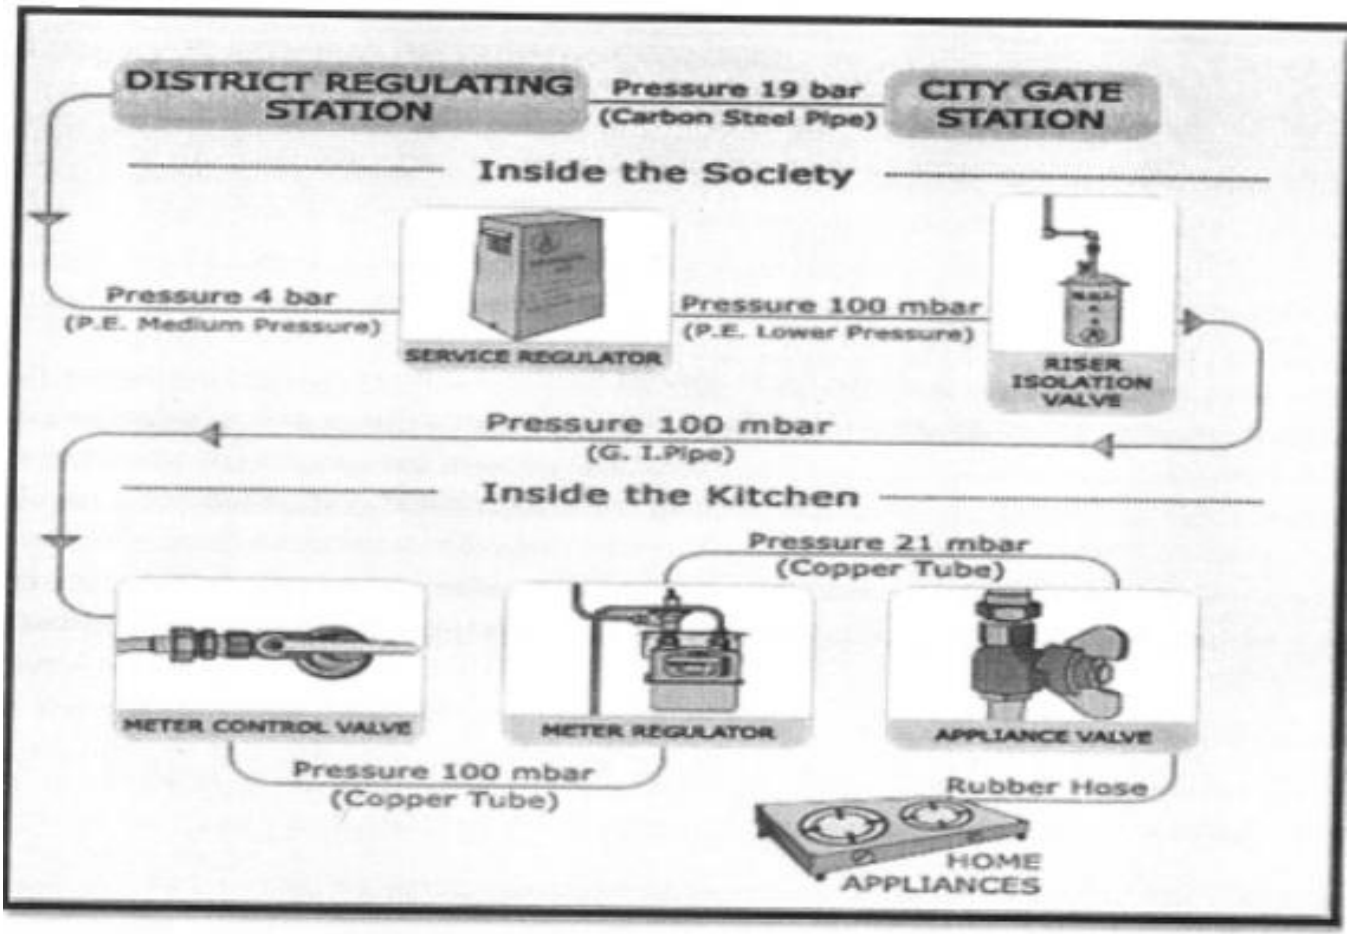 DISTRICT REGULATING
STATION
Pressure 19 bar
(Carbon Steel Pipe)
CITY GATE
STATION
Inside the Society
Pressure 4 bar
(P.E. Medium Pressure)
SERVICE REGULATOR
Pressure 100 mbar
(P.E. Lower Pressure)
RISER
ISOLATION
VALVE
Pressure 100 mbar
(G. I.Pipe)
Inside the Kitchen
Pressure 21 mbar
(Copper Tube)
METER CONTROL VALVE
METER REGULATOR
APPLIANCE VALVE
Pressure 100 mbar
(Copper Tube)
Rubber Hose
HOME
APPLIANCES